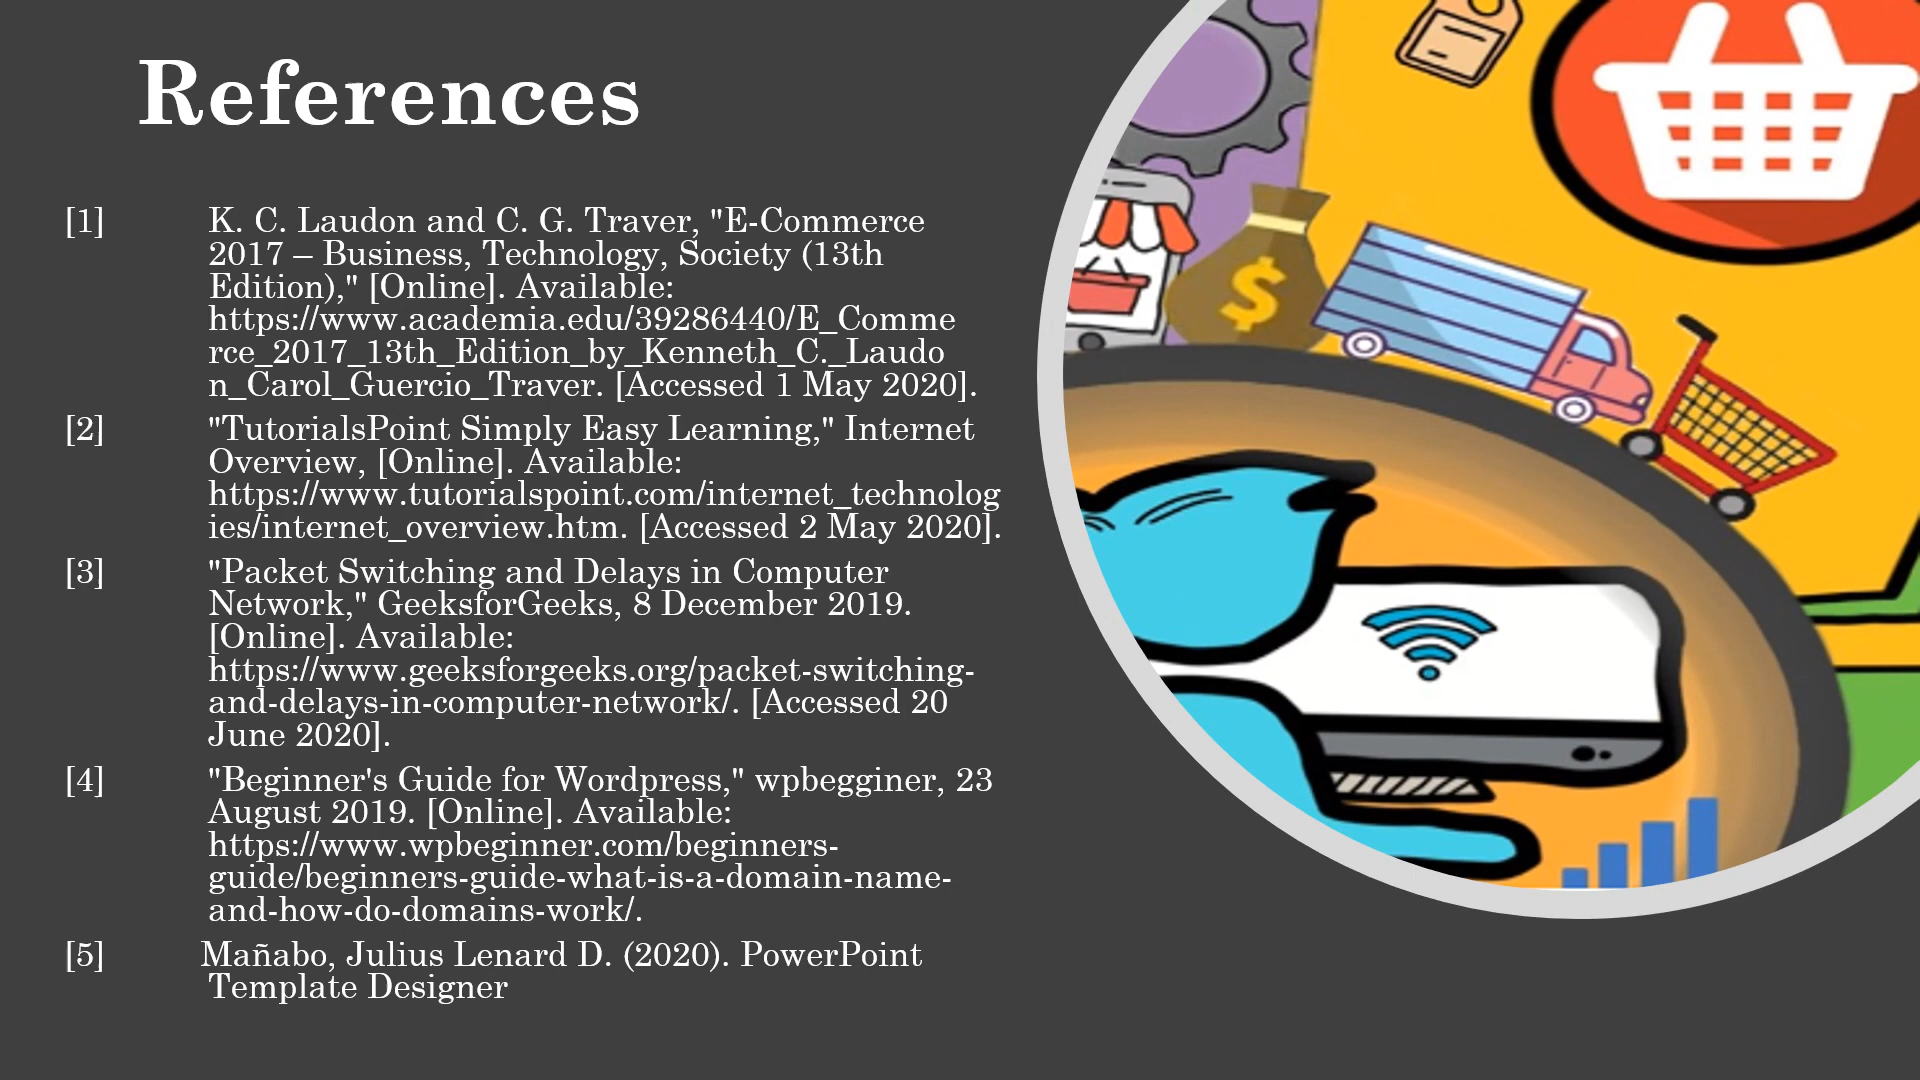 References
[1] K. C. Laudon and C. G. Traver, "E-Commerce
2017 – Business, Technology, Society (13th
Edition)," [Online]. Available:
https://www.academia.edu/39286440/E_Comme
rce_2017_13th_Edition_by_Kenneth_C._Laudo
n_Carol_Guercio_Traver. [Accessed 1 May 2020].
[2] "TutorialsPoint Simply Easy Learning," Internet
Overview, [Online]. Available:
https://www.tutorialspoint.com/internet_technolog
ies/internet_overview.htm. [Accessed 2 May 2020].
[3] "Packet Switching and Delays in Computer
Network," GeeksforGeeks, 8 December 2019.
[Online]. Available:
https://www.geeksforgeeks.org/packet-switching-
and-delays-in-computer-network/. [Accessed 20
June 2020].
[4] "Beginner's Guide for Wordpress," wpbegginer, 23
August 2019. [Online]. Available:
https://www.wpbeginner.com/beginners-
guide/beginners-guide-what-is-a-domain-name-
and-how-do-domains-work/.
[5] Mañabo, Julius Lenard D. (2020). PowerPoint
Template Designer
$